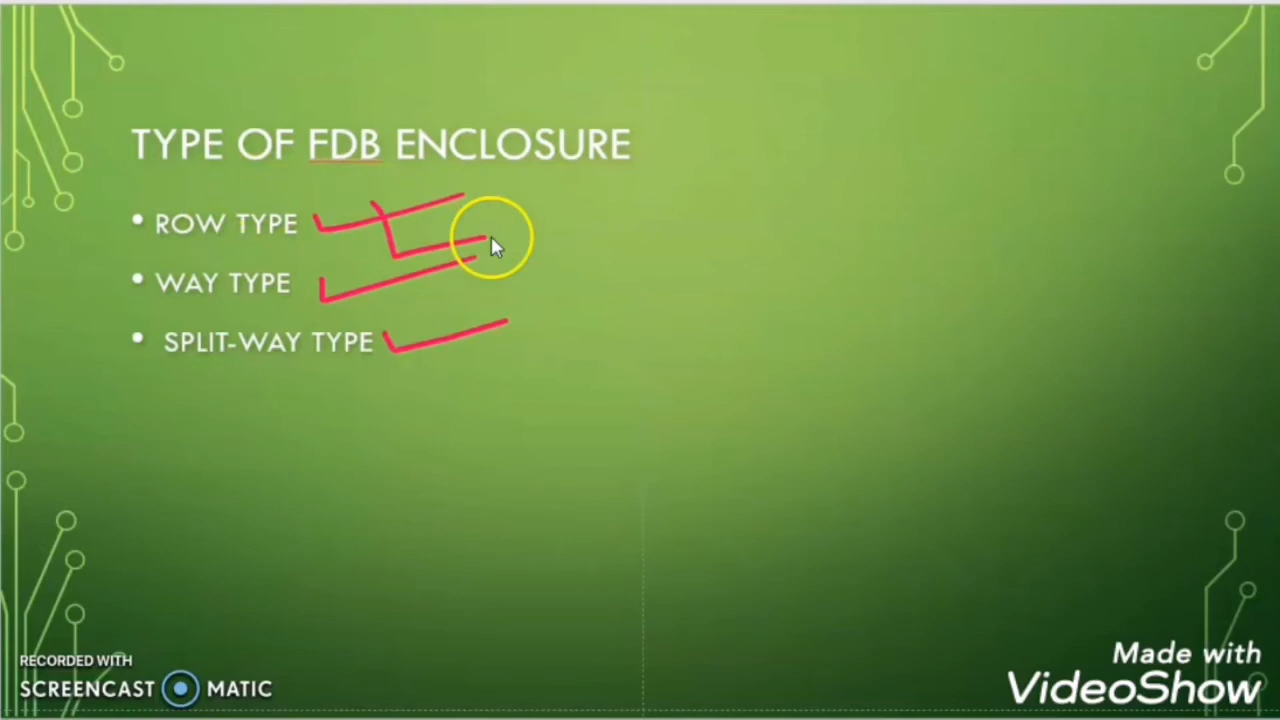 TYPE OF FDB ENCLOSURE
• ROW TYPE
• WAY TYPE
• SPLIT-WAY TYPE
RECORDED WITH
SCREENCAST MATIC
Made with
VideoShow